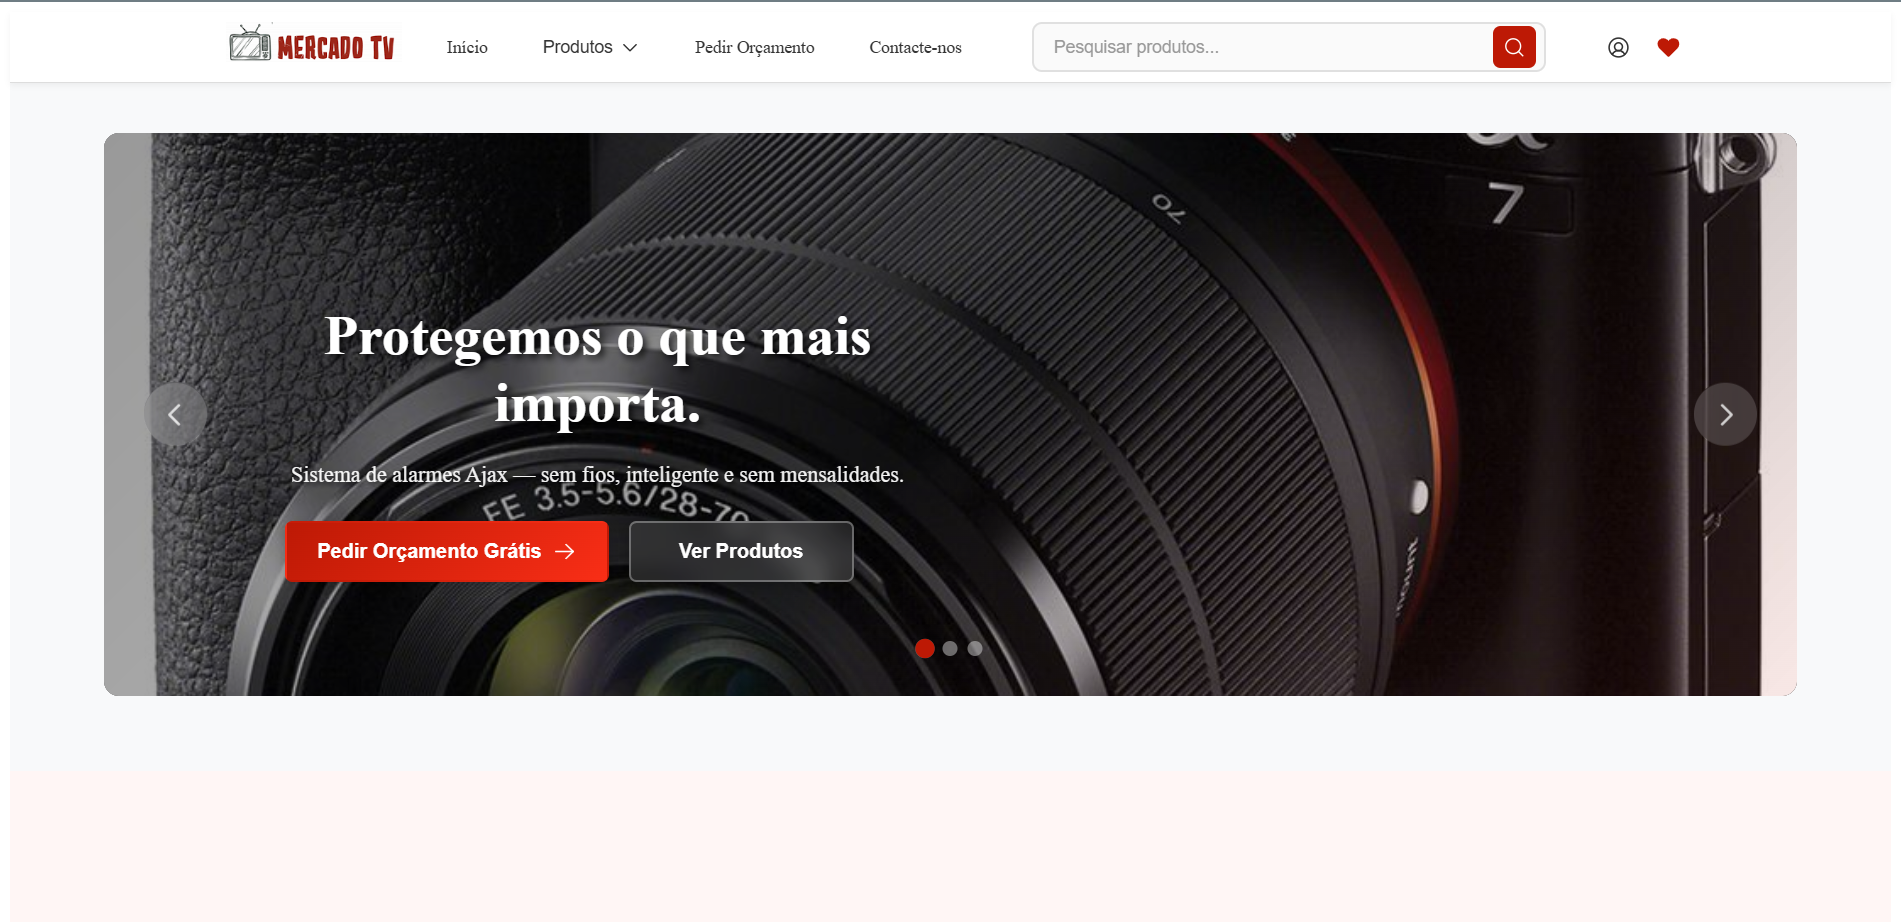 MERCADO TV
Início
Produtos
Pedir Orçamento
Contacte-nos
Pesquisar produtos...
7
70
Protegemos o que mais
importa.
Sistema de alarmes Ajax — sem fios, inteligente e sem mensalidades.
FE 3.5-5.6/28-70
Pedir Orçamento Grátis
Ver Produtos